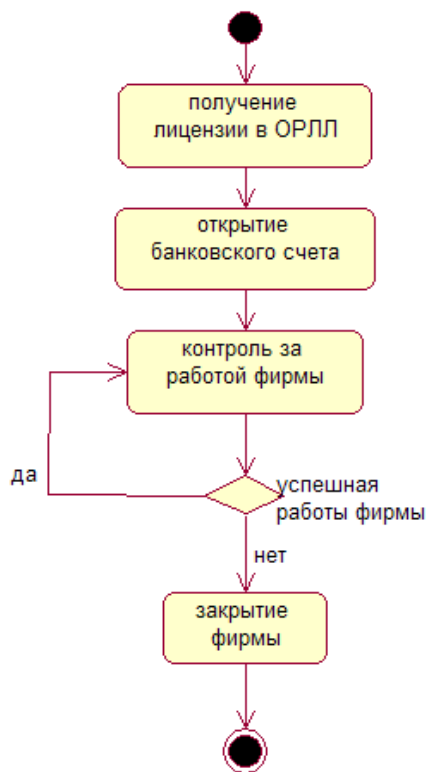 получение
лицензии в ОРЛЛ
открытие
банковского счета
контроль за
работой фирмы
да
успешная
работы фирмы
нет
закрытие
фирмы